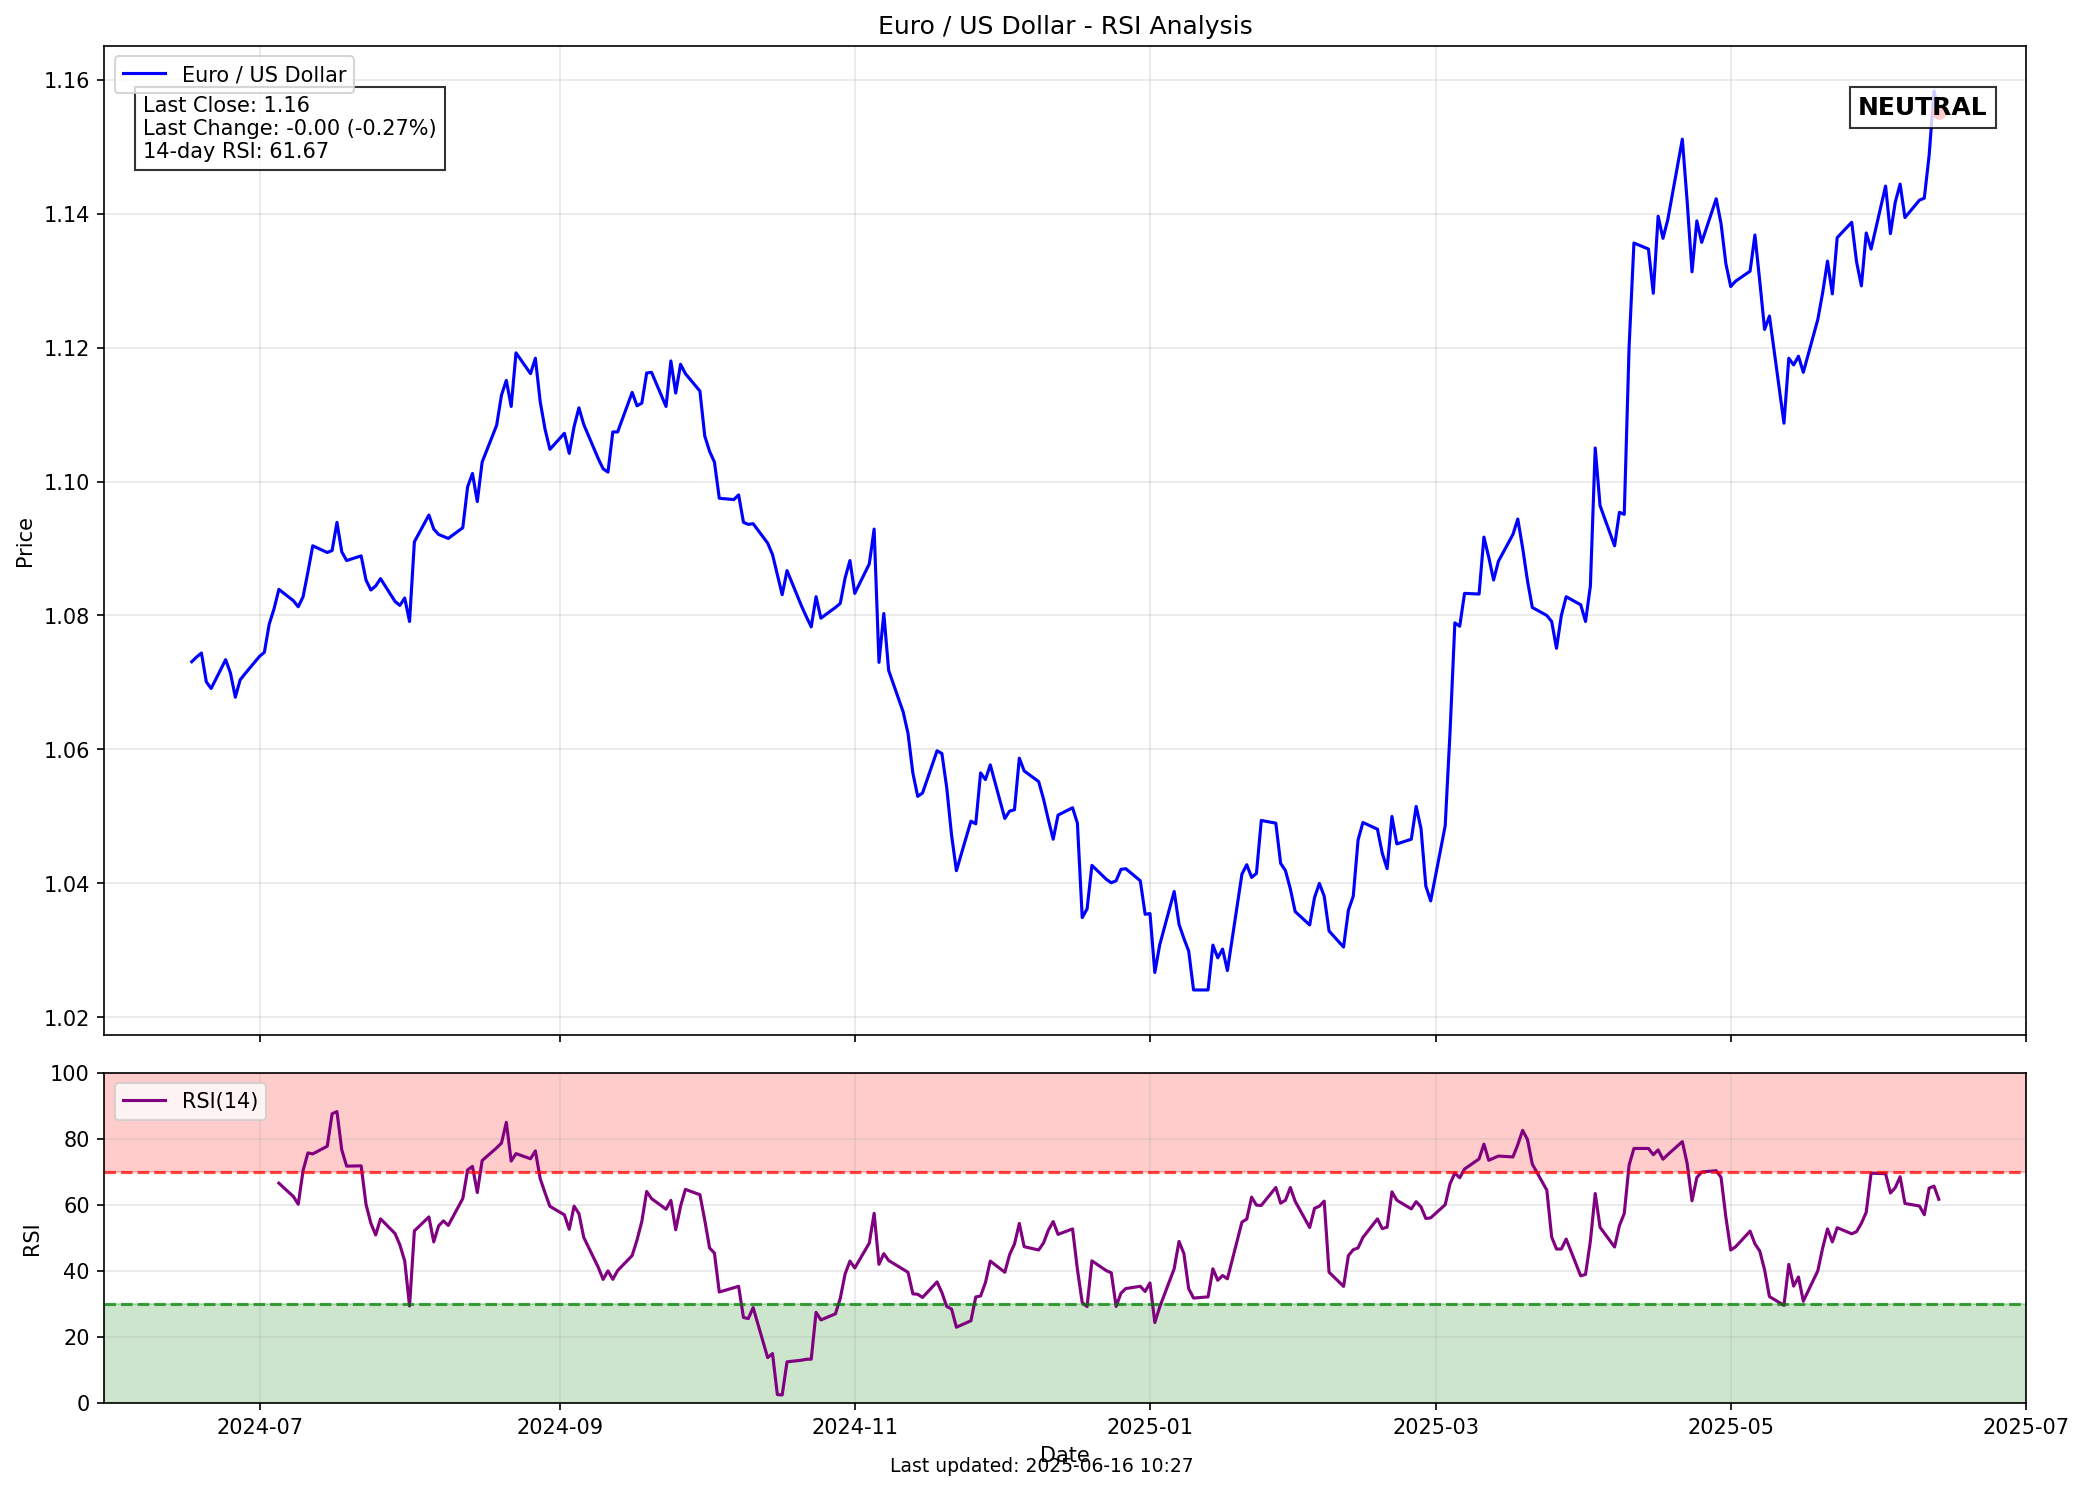 Euro / US Dollar - RSI Analysis
Euro / US Dollar
Last Close: 1.16
Last Change: -0.00 (-0.27%)
14-day RSI: 61.67
NEUTRAL
1.16
1.14
1.12
1.10
1.08
1.06
1.04
1.02
Price
RSI(14)
100
80
60
40
20
0
RSI
2024-07
2024-09
2024-11
2025-01
2025-03
2025-05
2025-07
Date
Last updated: 2025-06-16 10:27